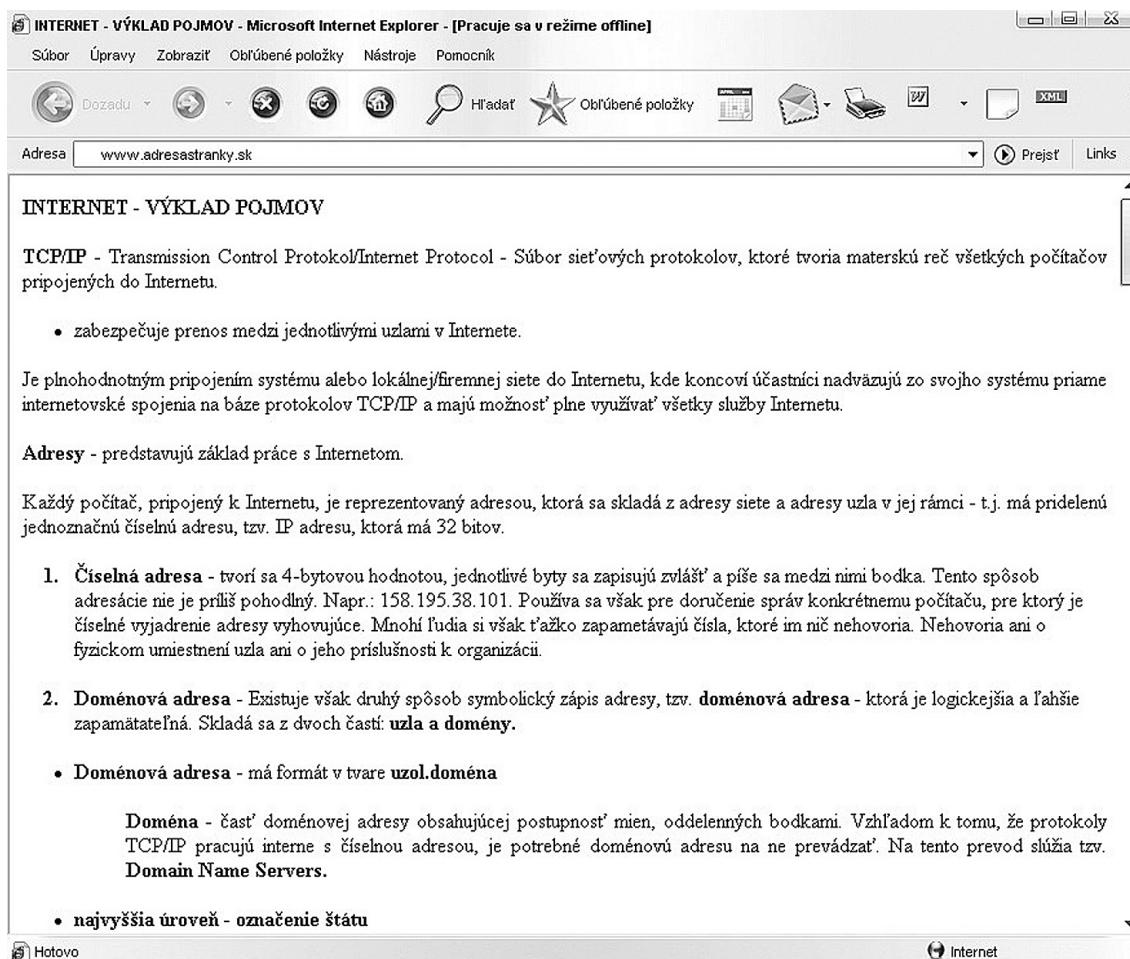 INTERNET - VÝKLAD POJMOV - Microsoft Internet Explorer - [Pracuje sa v režime offline]
Súbor Úpravy Zobraziť Obľúbené položky Nástroje Pomocník
Dozadu Hľadať Obľúbené položky W XML
Adresa www.adresastranky.sk Prejsť Links
INTERNET - VÝKLAD POJMOV
TCP/IP - Transmission Control Protokol/Internet Protocol - Súbor sieťových protokolov, ktoré tvoria materskú reč všetkých počítačov
pripojených do Internetu.
• zabezpečuje prenos medzi jednotlivými uzlami v Internete.
Je plnohodnotným pripojením systému alebo lokálnej/firemnej siete do Internetu, kde koncoví účastníci nadväzujú zo svojho systému priame
internetovské spojenia na báze protokolov TCP/IP a majú možnosť plne využívať všetky služby Internetu.
Adresy - predstavujú základ práce s Internetom.
Každý počítač, pripojený k Internetu, je reprezentovaný adresou, ktorá sa skladá z adresy siete a adresy uzla v jej rámci - t.j. má pridelenú
jednoznačnú číselnú adresu, tzv. IP adresu, ktorá má 32 bitov.
1. Číselná adresa - tvorí sa 4-bytovou hodnotou, jednotlivé byty sa zapisujú zvlášť a píše sa medzi nimi bodka. Tento spôsob
adresácie nie je príliš pohodlný. Napr.: 158.195.38.101. Používa sa však pre doručenie správ konkrétnemu počítaču, pre ktorý je
číselné vyjadrenie adresy vyhovujúce. Mnohí ľudia si však ťažko zapametávajú čísla, ktoré im nič nehovoria. Nehovoria ani o
fyzickom umiestnení uzla ani o jeho príslušnosti k organizácii.
2. Doménová adresa - Existuje však druhý spôsob symbolický zápis adresy, tzv. doménová adresa - ktorá je logickejšia a ľahšie
zapamätateľná. Skladá sa z dvoch častí: uzla a domény.
• Doménová adresa - má formát v tvare uzol.doména
Doména - časť doménovej adresy obsahujúcej postupnosť mien, oddelenných bodkami. Vzhľadom k tomu, že protokoly
TCP/IP pracujú interne s číselnou adresou, je potrebné doménovú adresu na ne prevádzať. Na tento prevod slúžia tzv.
Domain Name Servers.
• najvyššia úroveň - označenie štátu
Hotovo Internet